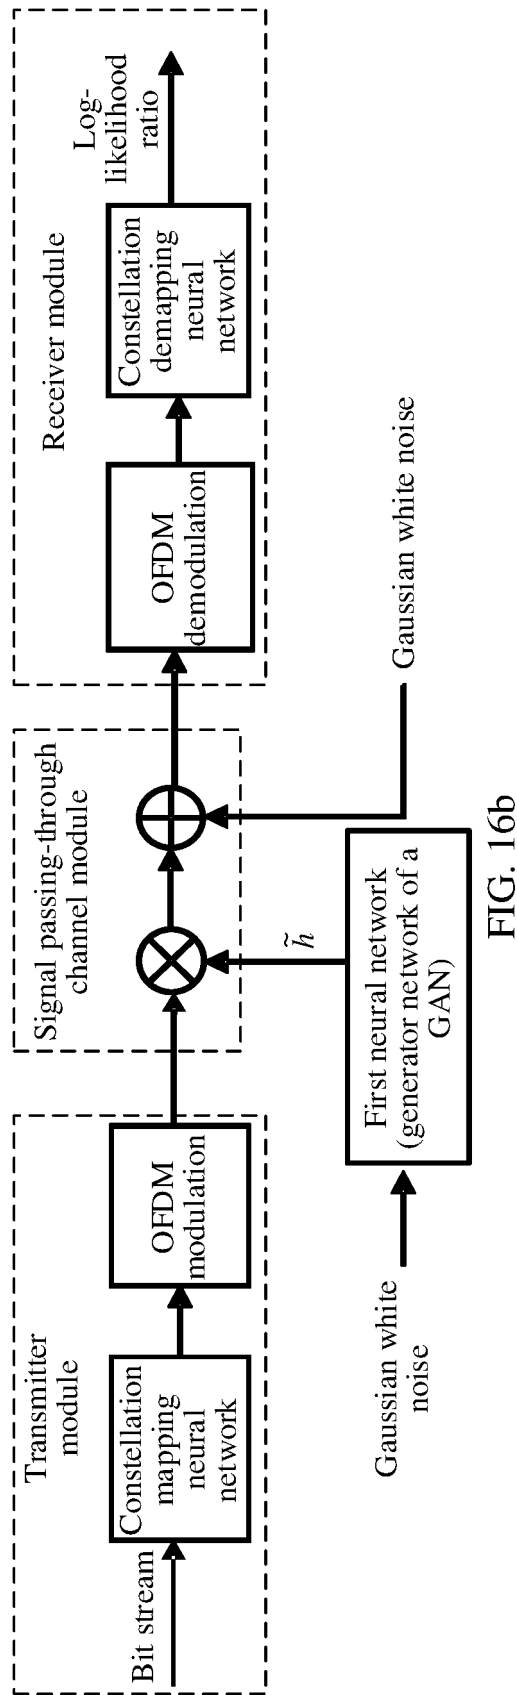 Transmitter
module
Bit stream
Constellation
mapping
neural
network
OFDM
modulation
Signal passing-through
channel module
h̃
First neural network
(generator network of a
GAN)
Gaussian white
noise
Gaussian white noise
Receiver module
OFDM
demodulation
Constellation
demapping
neural
network
Log-
likelihood
ratio
FIG. 16b